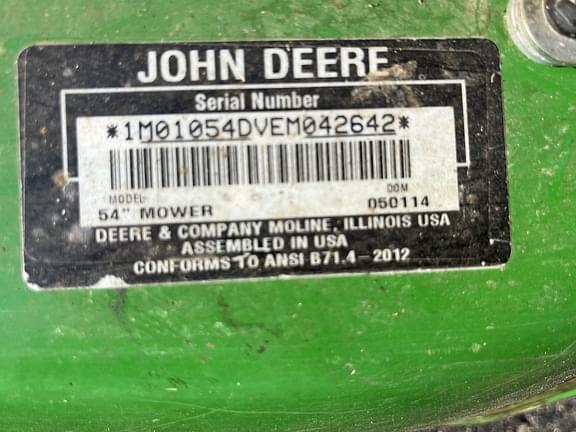 JOHN DEERE
Serial Number
*1M01054DVEM042642*
MODEL DOM
54" MOWER 050114
DEERE & COMPANY MOLINE, ILLINOIS USA
ASSEMBLED IN USA
CONFORMS TO ANSI B71.4 - 2012